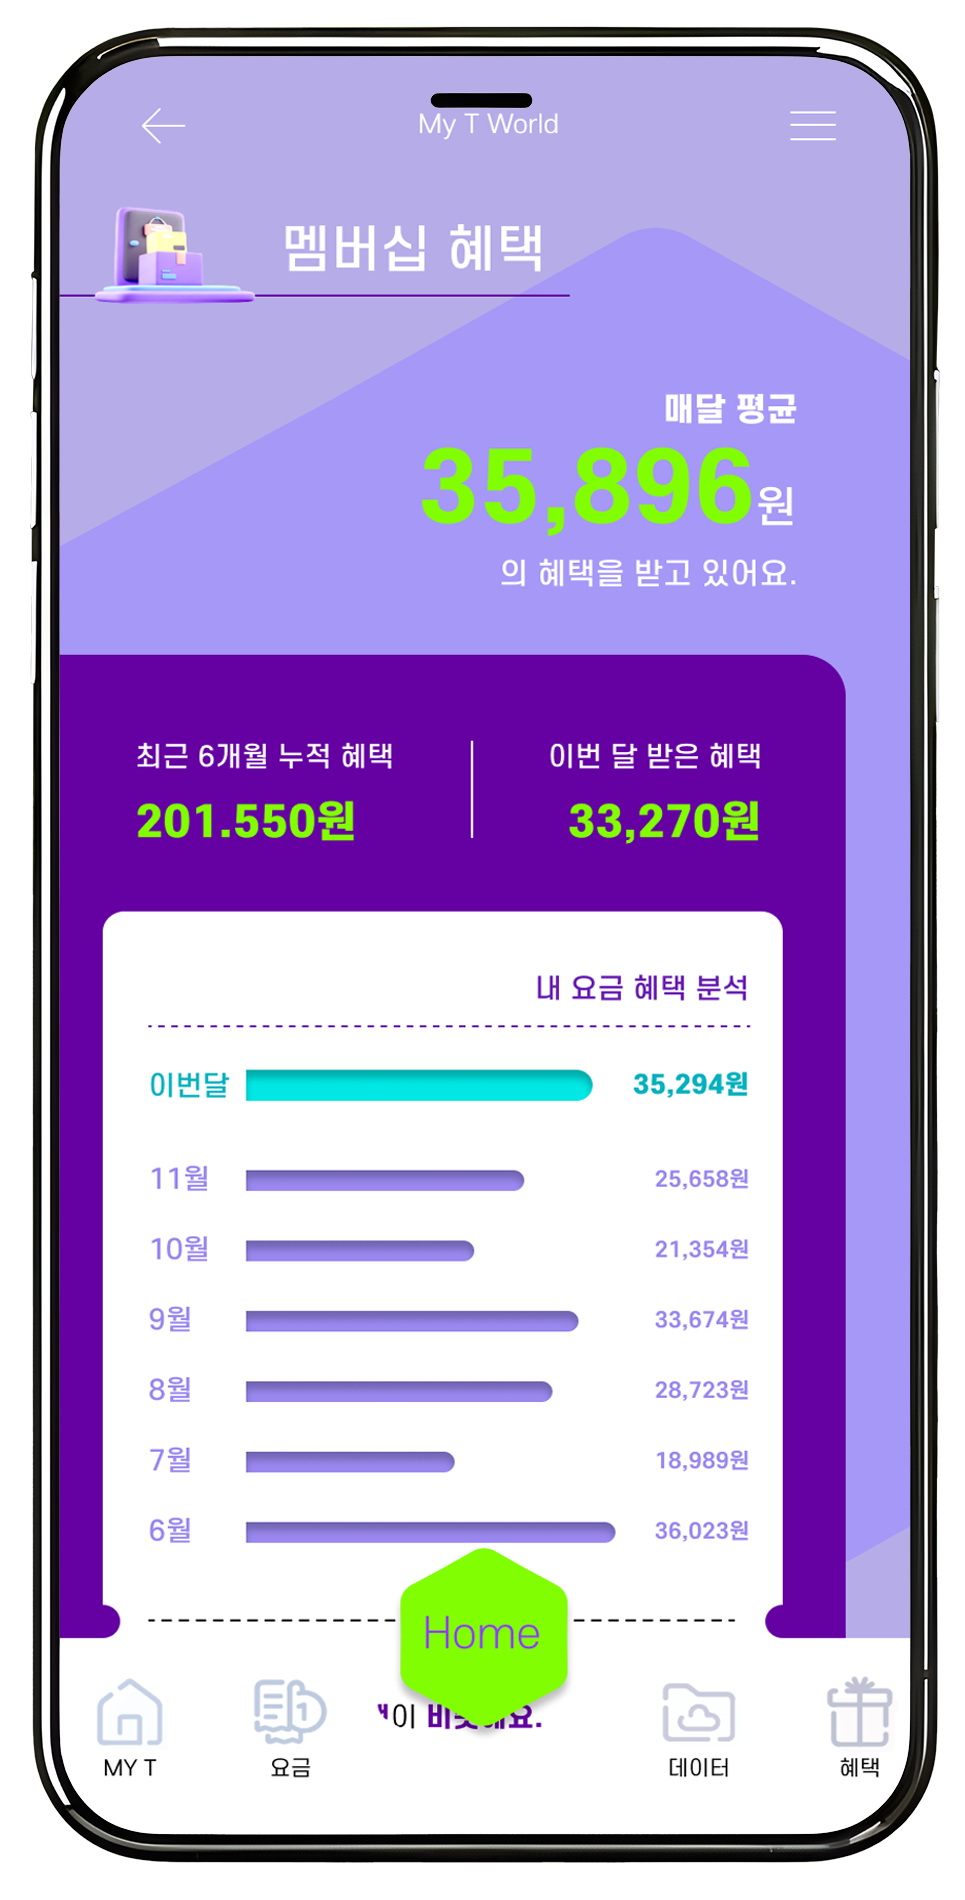 My T World
멤버십 혜택
매달 평균
35,896원
의 혜택을 받고 있어요.
최근 6개월 누적 혜택
201.550원
이번 달 받은 혜택
33,270원
내 요금 혜택 분석
이번달 35,294원
11월 25,658원
10월 21,354원
9월 33,674원
8월 28,723원
7월 18,989원
6월 36,023원
Home
이
MY T
요금
데이터
혜택